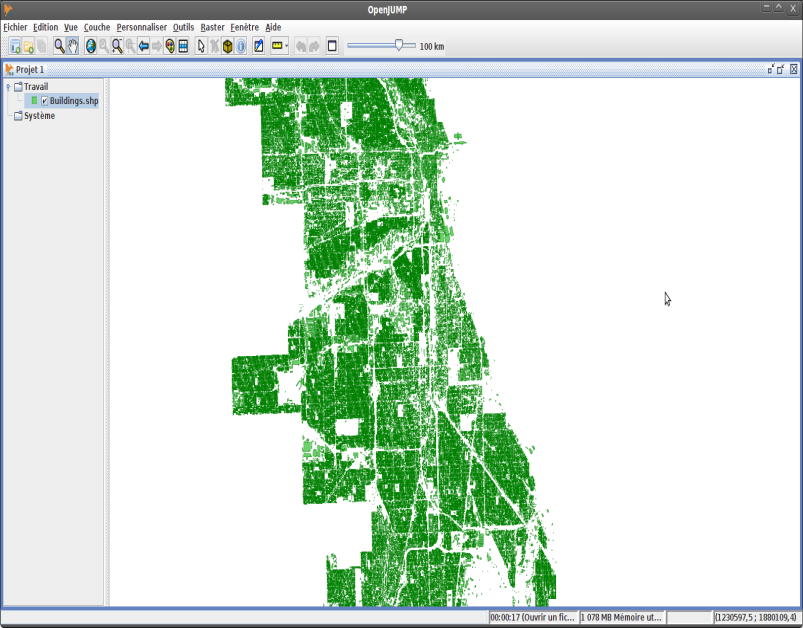 OpenJUMP
Fichier Edition Vue Couche Personnaliser Outils Raster Fenêtre Aide
100 km
Projet 1
Travail
Buildings.shp
Système
00:00:17 (Ouvrir un fic... 1 078 MB Mémoire ut... (1230597,5 ; 1880109,4)